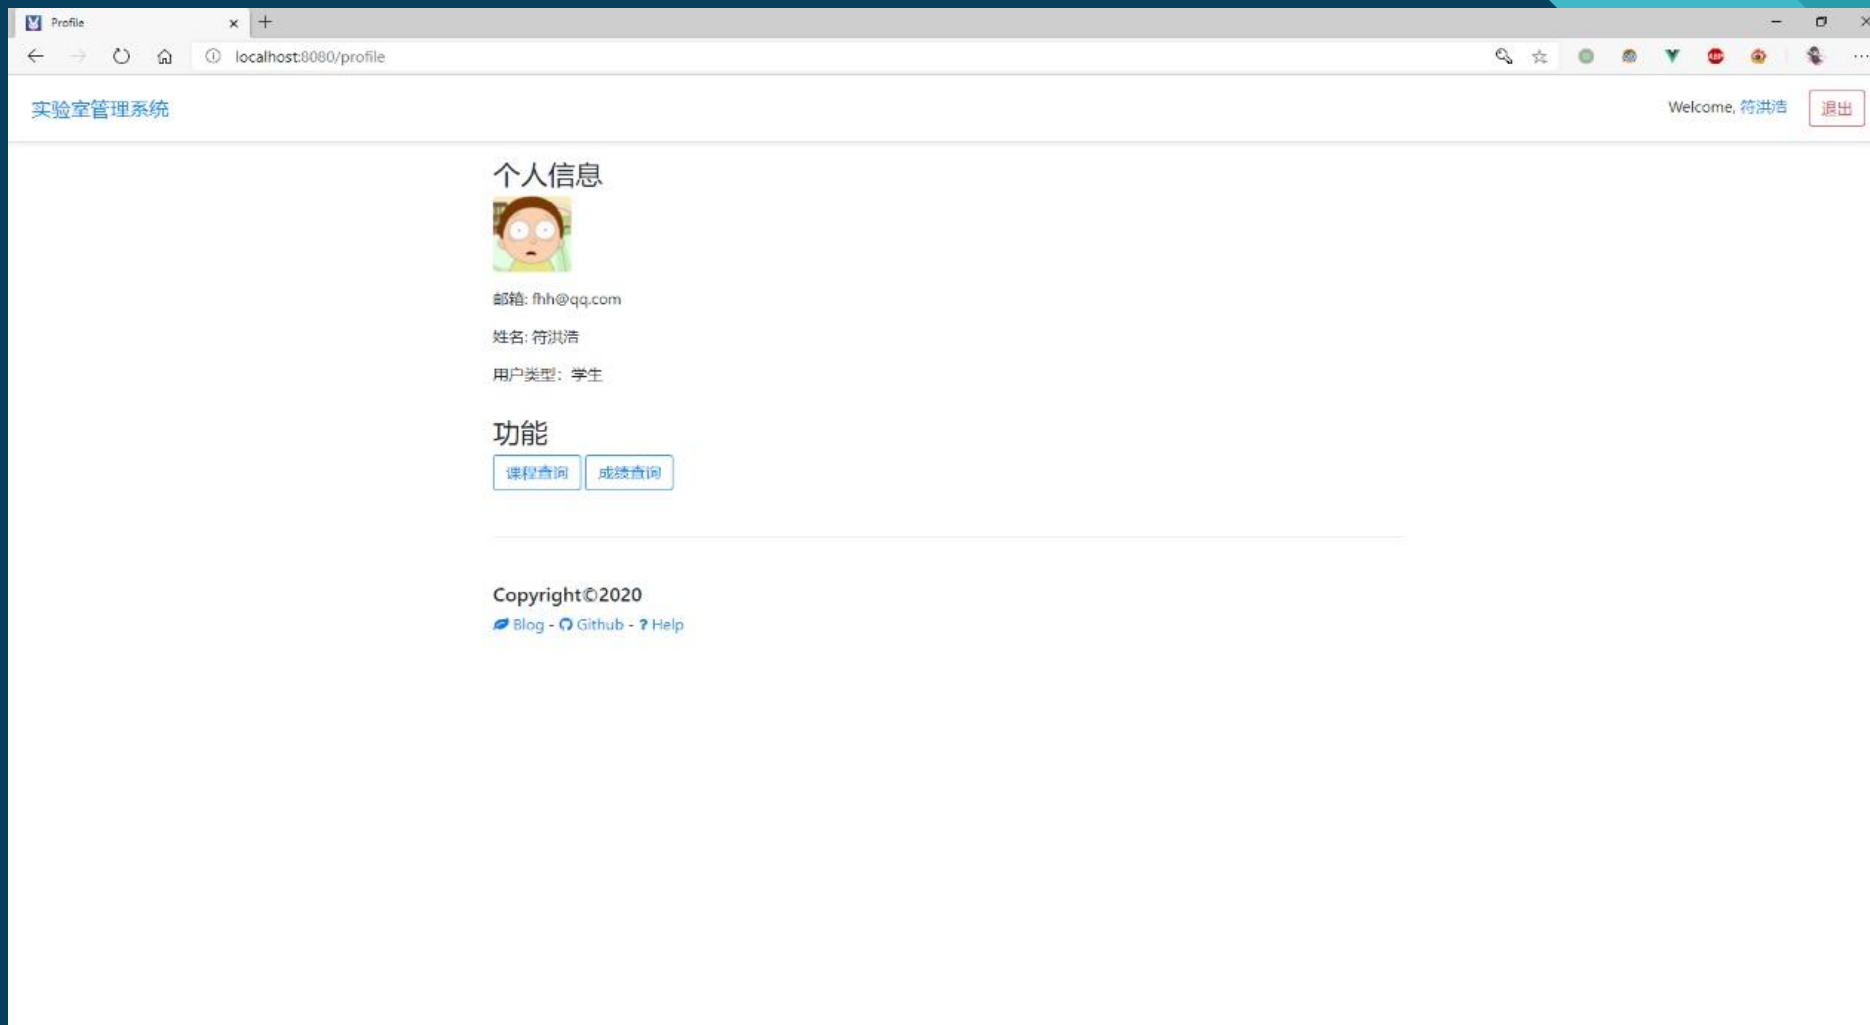 Profile
localhost:8080/profile
实验室管理系统
Welcome, 符洪浩
退出
个人信息
邮箱: fhh@qq.com
姓名: 符洪浩
用户类型：学生
功能
课程查询 成绩查询
Copyright©2020
Blog - Github - ? Help